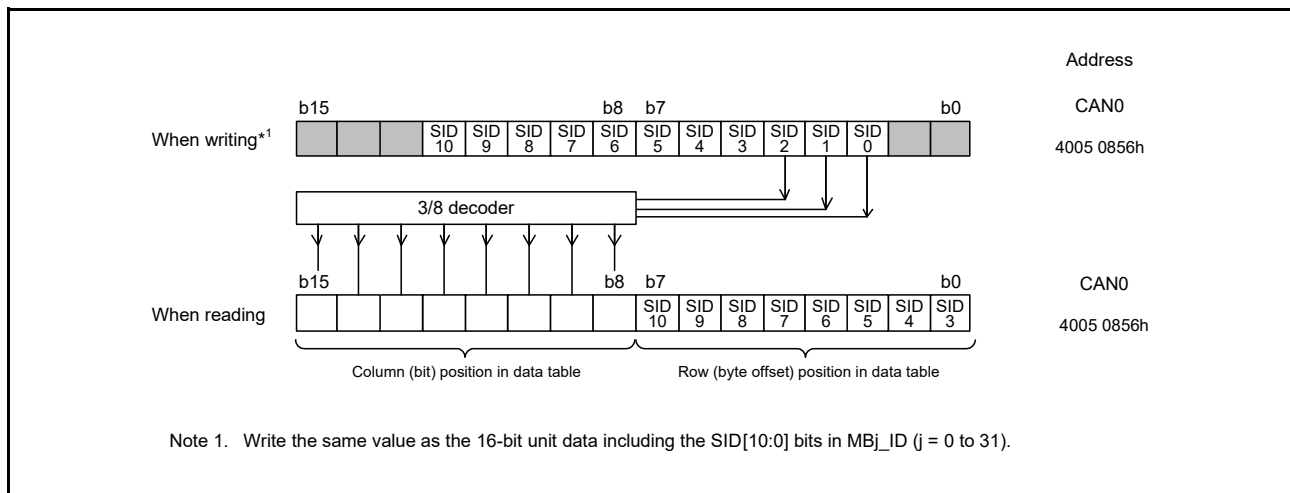 Address
b15 b8 b7 b0 CAN0
When writing*1 SID 10 SID 9 SID 8 SID 7 SID 6 SID 5 SID 4 SID 3 SID 2 SID 1 SID 0 4005 0856h
3/8 decoder
b15 b8 b7 b0 CAN0
When reading SID 10 SID 9 SID 8 SID 7 SID 6 SID 5 SID 4 SID 3 4005 0856h
Column (bit) position in data table Row (byte offset) position in data table
Note 1. Write the same value as the 16-bit unit data including the SID[10:0] bits in MBj_ID (j = 0 to 31).